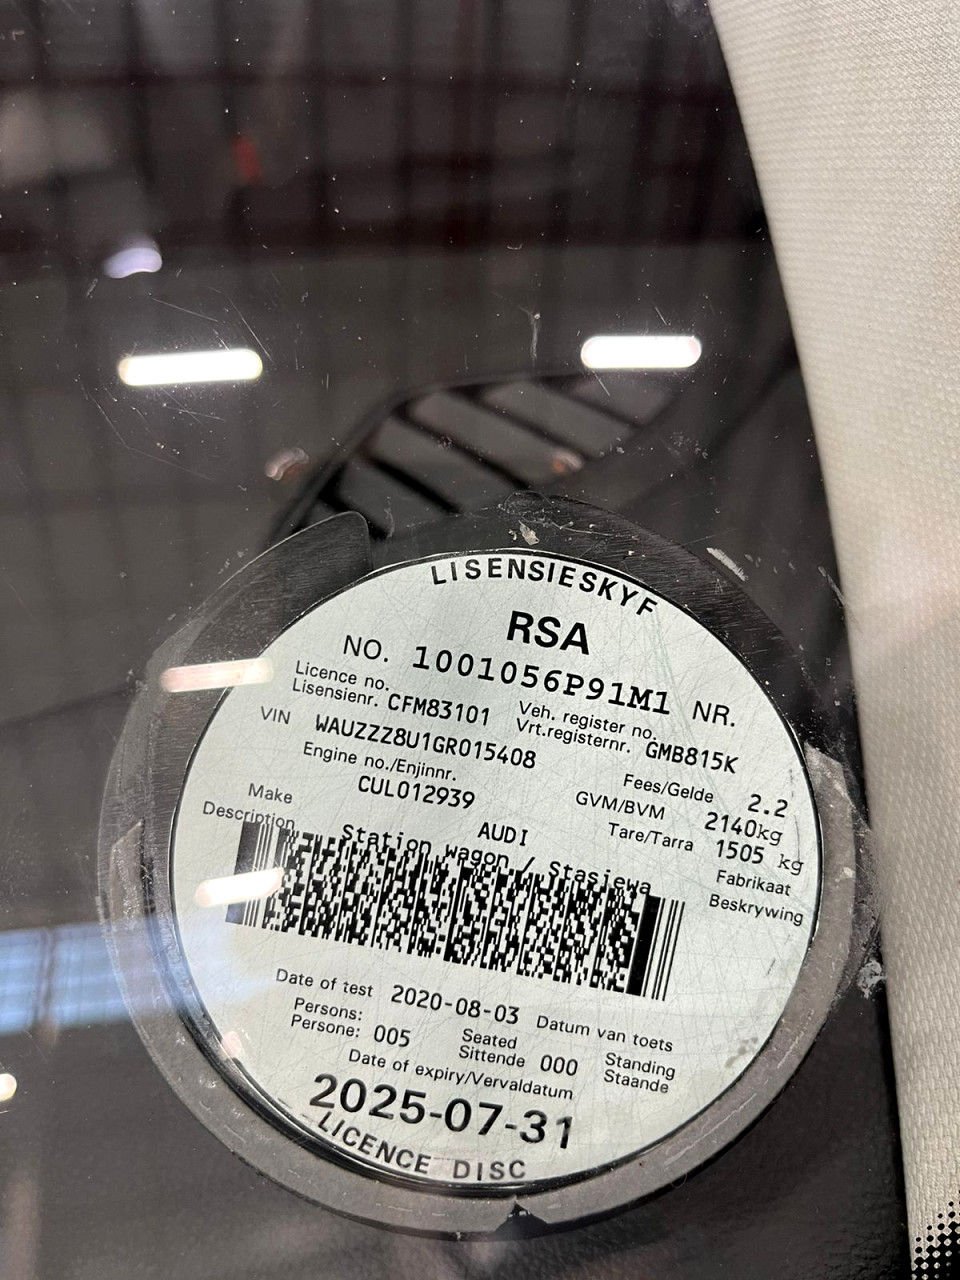 LISENSIESKYF
RSA
NO. 1001056P91M1 NR.
Licence no. Lisensienr. CFM83101 Veh. register no. Vrt.registernr. GMB815K
VIN WAUZZZ8U1GR015408
Fees/Gelde 2.2
Engine no./Enjinnr. CUL012939
GVM/BVM 2140kg
Tare/Tarra 1505 kg
Make AUDI Fabrikaat
Description Station wagon / Stasiewa Beskrywing
Date of test 2020-08-03 Datum van toets
Persons: Persone: 005 Seated Sittende 000 Standing Staande
Date of expiry/Vervaldatum
2025-07-31
LICENCE DISC